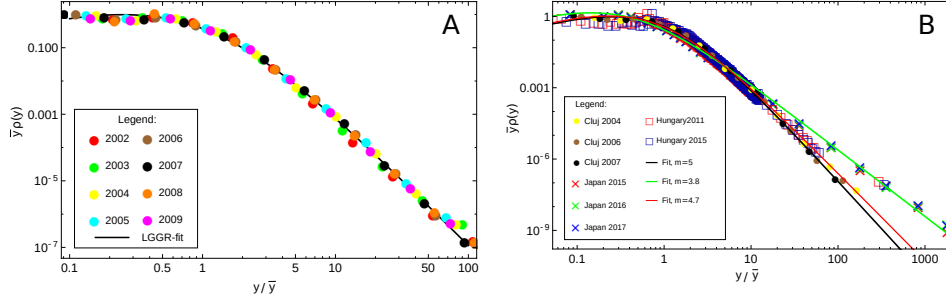 A
0.100
0.001
10⁻⁵
10⁻⁷
ȳ ρ(y)
Legend:
2002 2006
2003 2007
2004 2008
2005 2009
LGGR-fit
0.1 0.5 1 5 10 50 100
y / ȳ
B
1
0.001
10⁻⁶
10⁻⁹
ȳ ρ(y)
Legend:
Cluj 2004 Hungary2011
Cluj 2006 Hungary 2015
Cluj 2007 Fit, m=5
Japan 2015 Fit, m=3.8
Japan 2016 Fit, m=4.7
Japan 2017
0.1 1 10 100 1000
y / ȳ